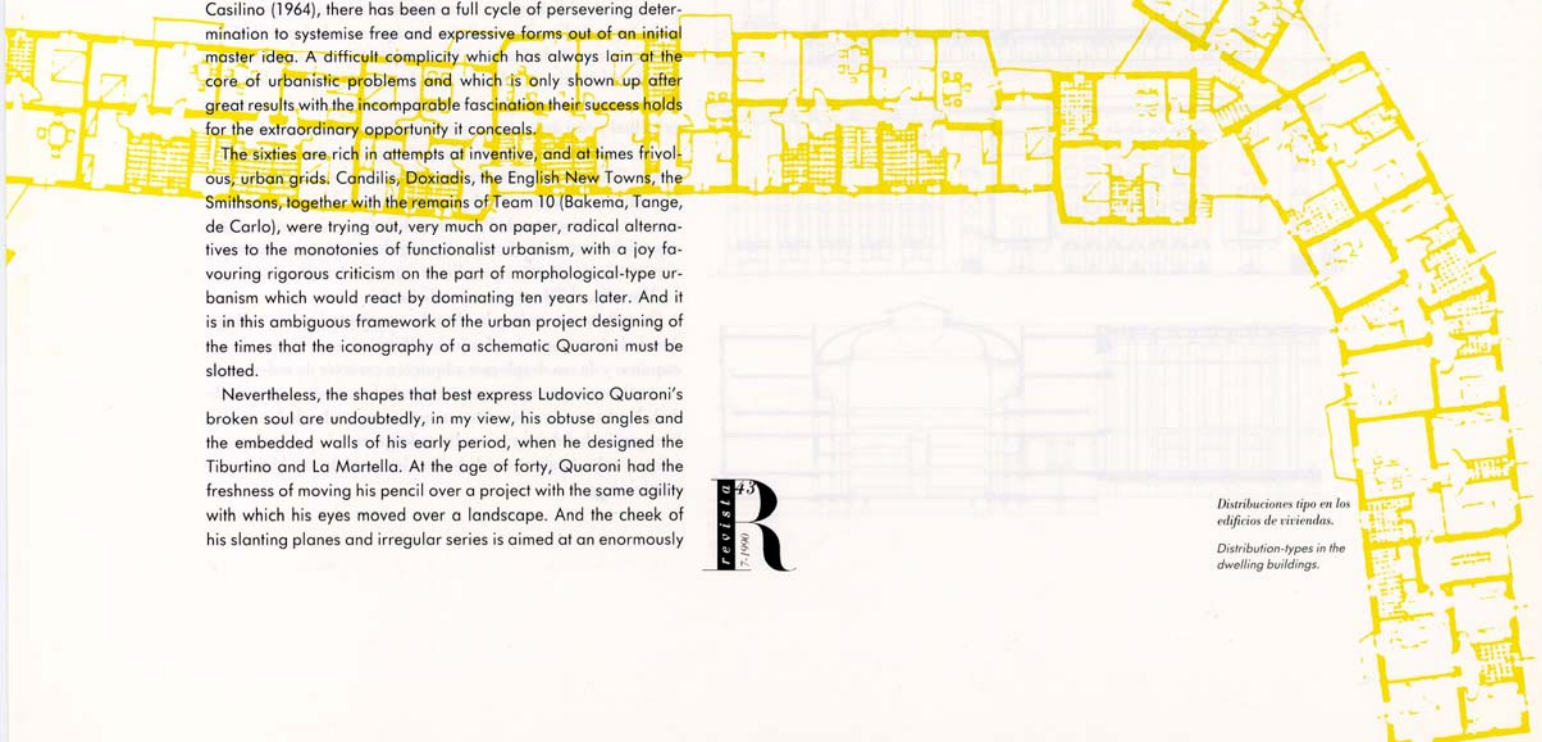 Casilino (1964), there has been a full cycle of persevering deter-
mination to systemise free and expressive forms out of an initial
master idea. A difficult complicity which has always lain at the
core of urbanistic problems and which is only shown up after
great results with the incomparable fascination their success holds
for the extraordinary opportunity it conceals.
The sixties are rich in attempts at inventive, and at times frivol-
ous, urban grids. Candilis, Doxiadis, the English New Towns, the
Smithsons, together with the remains of Team 10 (Bakema, Tange,
de Carlo), were trying out, very much on paper, radical alterna-
tives to the monotonies of functionalist urbanism, with a joy fa-
vouring rigorous criticism on the part of morphological-type ur-
banism which would react by dominating ten years later. And it
is in this ambiguous framework of the urban project designing of
the times that the iconography of a schematic Quaroni must be
slotted.
Nevertheless, the shapes that best express Ludovico Quaroni's
broken soul are undoubtedly, in my view, his obtuse angles and
the embedded walls of his early period, when he designed the
Tiburtino and La Martella. At the age of forty, Quaroni had the
freshness of moving his pencil over a project with the same agility
with which his eyes moved over a landscape. And the cheek of
his slanting planes and irregular series is aimed at an enormously
revista
R
43
7-1990
Distribuciones tipo en los
edificios de viviendas.
Distribution-types in the
dwelling buildings.